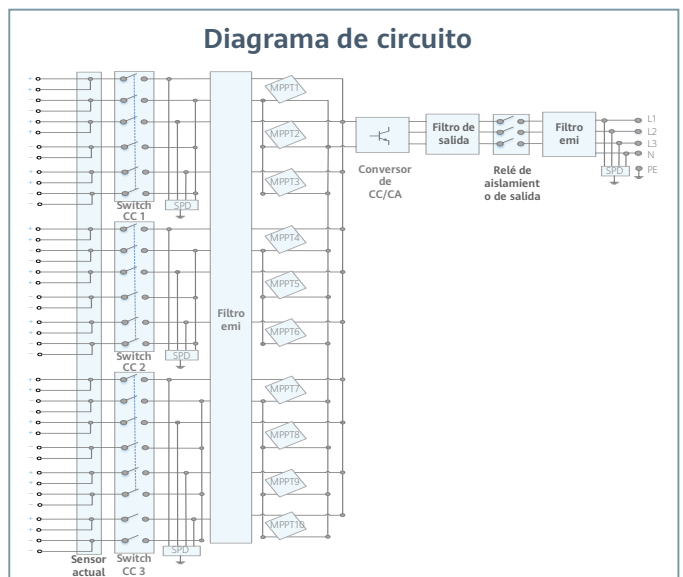 Diagrama de circuito
MPPT1
MPPT2
MPPT3
SPD
Switch
CC 1
MPPT4
MPPT5
MPPT6
SPD
Switch
CC 2
MPPT7
MPPT8
MPPT9
MPPT10
SPD
Sensor
actual
Switch
CC 3
Filtro
emi
Conversor
de
CC/CA
Filtro de
salida
Relé de
aislamient
o de salida
Filtro
emi
L1
L2
L3
N
SPD
PE